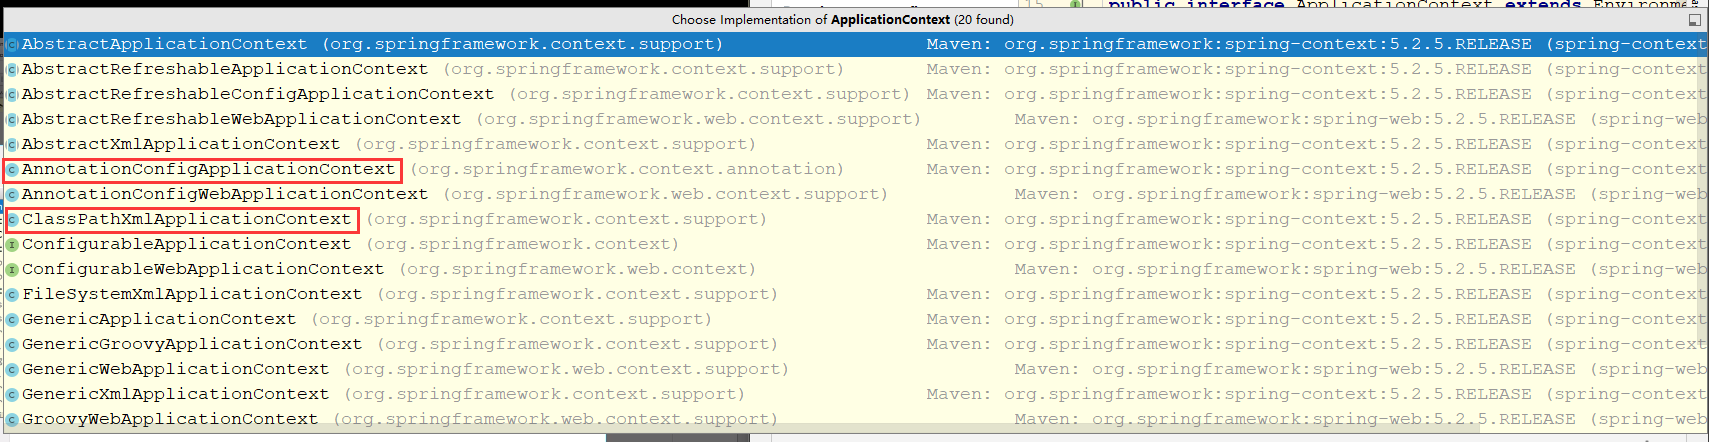 15
public interface ApplicationContext extends Environme
Choose Implementation of ApplicationContext (20 found)
AbstractApplicationContext (org.springframework.context.support) Maven: org.springframework:spring-context:5.2.5.RELEASE (spring-context
AbstractRefreshableApplicationContext (org.springframework.context.support) Maven: org.springframework:spring-context:5.2.5.RELEASE (spring-context
AbstractRefreshableConfigApplicationContext (org.springframework.context.support) Maven: org.springframework:spring-context:5.2.5.RELEASE (spring-context
AbstractRefreshableWebApplicationContext (org.springframework.web.context.support) Maven: org.springframework:spring-web:5.2.5.RELEASE (spring-web
AbstractXmlApplicationContext (org.springframework.context.support) Maven: org.springframework:spring-context:5.2.5.RELEASE (spring-context
AnnotationConfigApplicationContext (org.springframework.context.annotation) Maven: org.springframework:spring-context:5.2.5.RELEASE (spring-context
AnnotationConfigWebApplicationContext (org.springframework.web.context.support) Maven: org.springframework:spring-web:5.2.5.RELEASE (spring-web
ClassPathXmlApplicationContext (org.springframework.context.support) Maven: org.springframework:spring-context:5.2.5.RELEASE (spring-context
ConfigurableApplicationContext (org.springframework.context) Maven: org.springframework:spring-context:5.2.5.RELEASE (spring-context
ConfigurableWebApplicationContext (org.springframework.web.context) Maven: org.springframework:spring-web:5.2.5.RELEASE (spring-web
FileSystemXmlApplicationContext (org.springframework.context.support) Maven: org.springframework:spring-context:5.2.5.RELEASE (spring-context
GenericApplicationContext (org.springframework.context.support) Maven: org.springframework:spring-context:5.2.5.RELEASE (spring-context
GenericGroovyApplicationContext (org.springframework.context.support) Maven: org.springframework:spring-context:5.2.5.RELEASE (spring-context
GenericWebApplicationContext (org.springframework.web.context.support) Maven: org.springframework:spring-web:5.2.5.RELEASE (spring-web
GenericXmlApplicationContext (org.springframework.context.support) Maven: org.springframework:spring-context:5.2.5.RELEASE (spring-context
GroovyWebApplicationContext (org.springframework.web.context.support) Maven: org.springframework:spring-web:5.2.5.RELEASE (spring-web